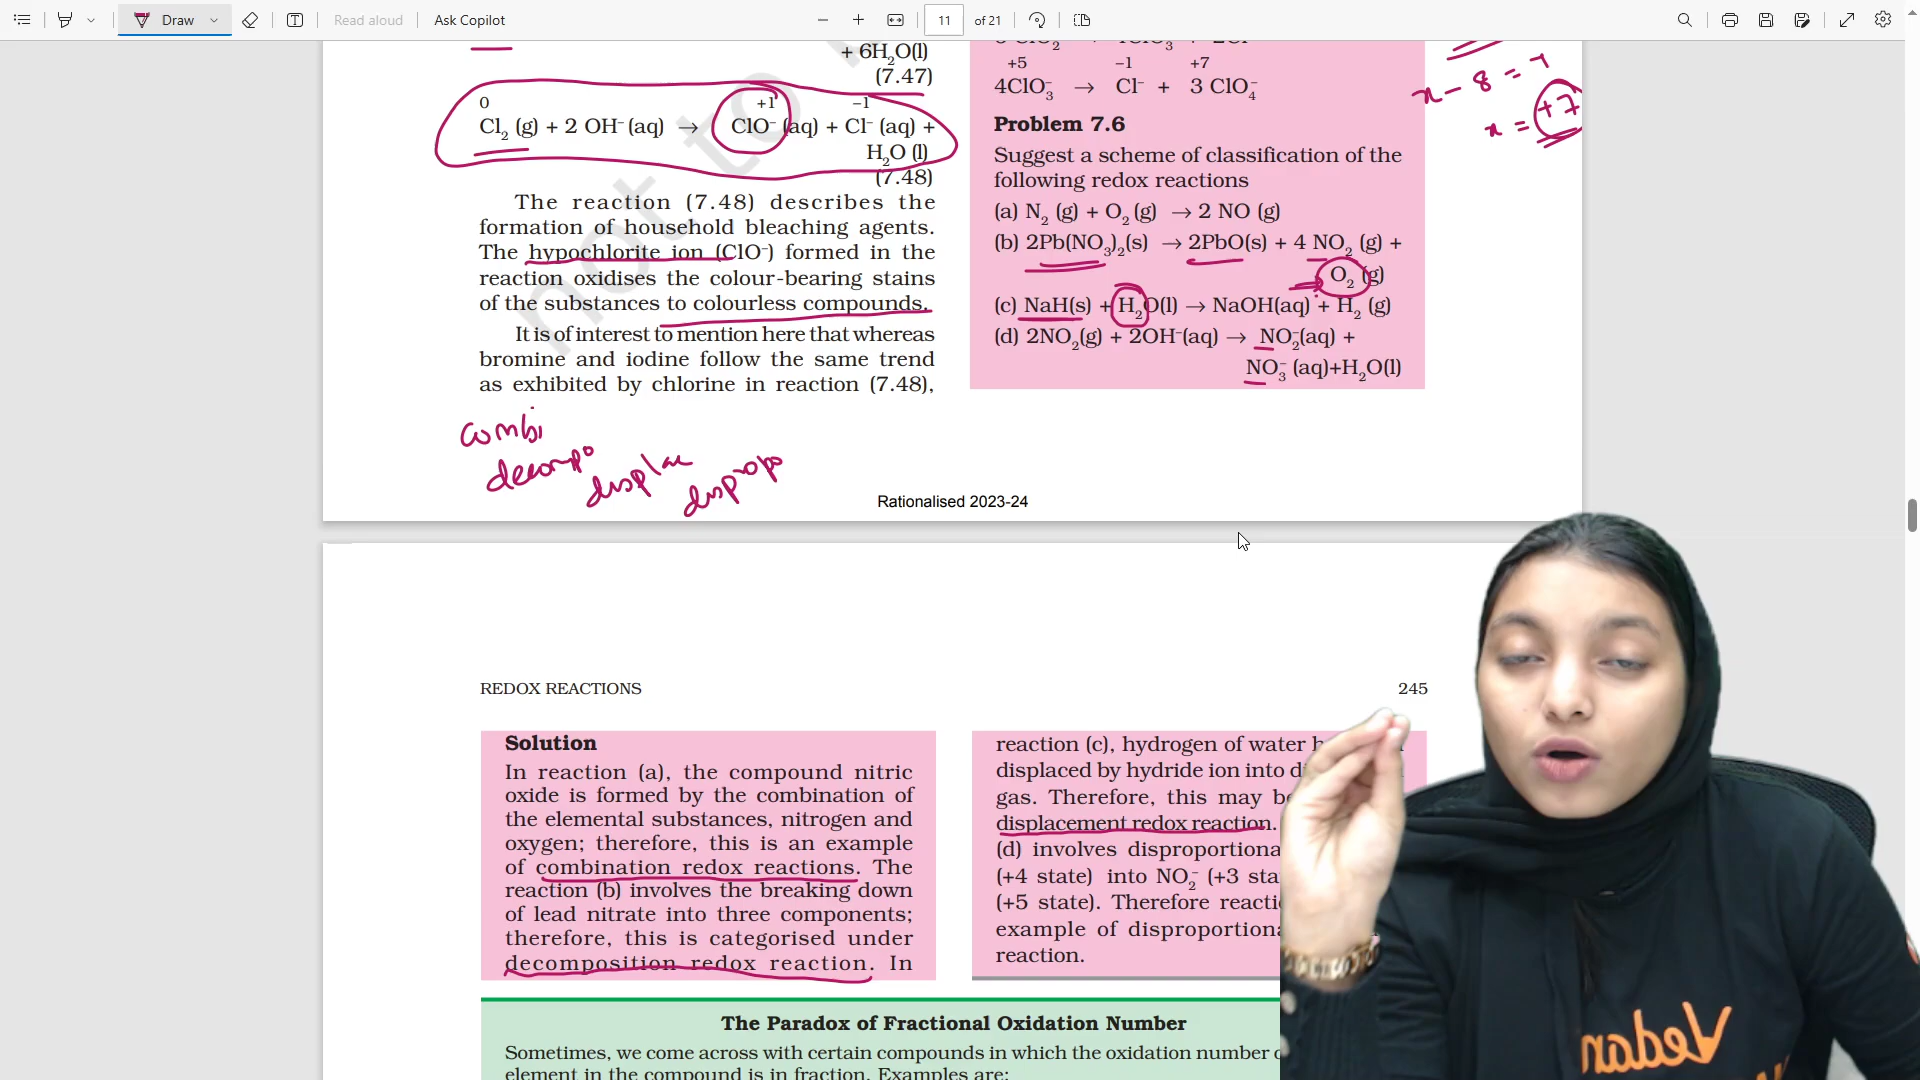 Draw
Read aloud
Ask Copilot
11
of 21
+ 6H₂O(l)
(7.47)
0 +1 −1
Cl₂ (g) + 2 OH⁻ (aq) → ClO⁻ (aq) + Cl⁻ (aq) +
H₂O (l)
(7.48)
The reaction (7.48) describes the
formation of household bleaching agents.
The hypochlorite ion (ClO⁻) formed in the
reaction oxidises the colour-bearing stains
of the substances to colourless compounds.
It is of interest to mention here that whereas
bromine and iodine follow the same trend
as exhibited by chlorine in reaction (7.48),
combi
decompo
displac
dispropo
not to
+5 −1 +7
4ClO₃⁻ → Cl⁻ + 3 ClO₄⁻
Problem 7.6
Suggest a scheme of classification of the
following redox reactions
(a) N₂ (g) + O₂ (g) → 2 NO (g)
(b) 2Pb(NO₃)₂(s) → 2PbO(s) + 4 NO₂ (g) +
O₂ (g)
(c) NaH(s) + H₂O(l) → NaOH(aq) + H₂ (g)
(d) 2NO₂(g) + 2OH⁻(aq) → NO₂⁻(aq) +
NO₃⁻ (aq)+H₂O(l)
x − 8 = −1
x = +7
Rationalised 2023-24
REDOX REACTIONS
245
Solution
In reaction (a), the compound nitric
oxide is formed by the combination of
the elemental substances, nitrogen and
oxygen; therefore, this is an example
of combination redox reactions. The
reaction (b) involves the breaking down
of lead nitrate into three components;
therefore, this is categorised under
decomposition redox reaction. In
reaction (c), hydrogen of water
displaced by hydride ion into
gas. Therefore, this may
displacement redox reaction.
(d) involves
(+4 state) into NO₂⁻ (+3
(+5 state). Therefore
example of
reaction.
The Paradox of Fractional Oxidation Number
Sometimes, we come across with certain compounds in which the oxidation number
element in the compound is in fraction. Examples are:
Vedan